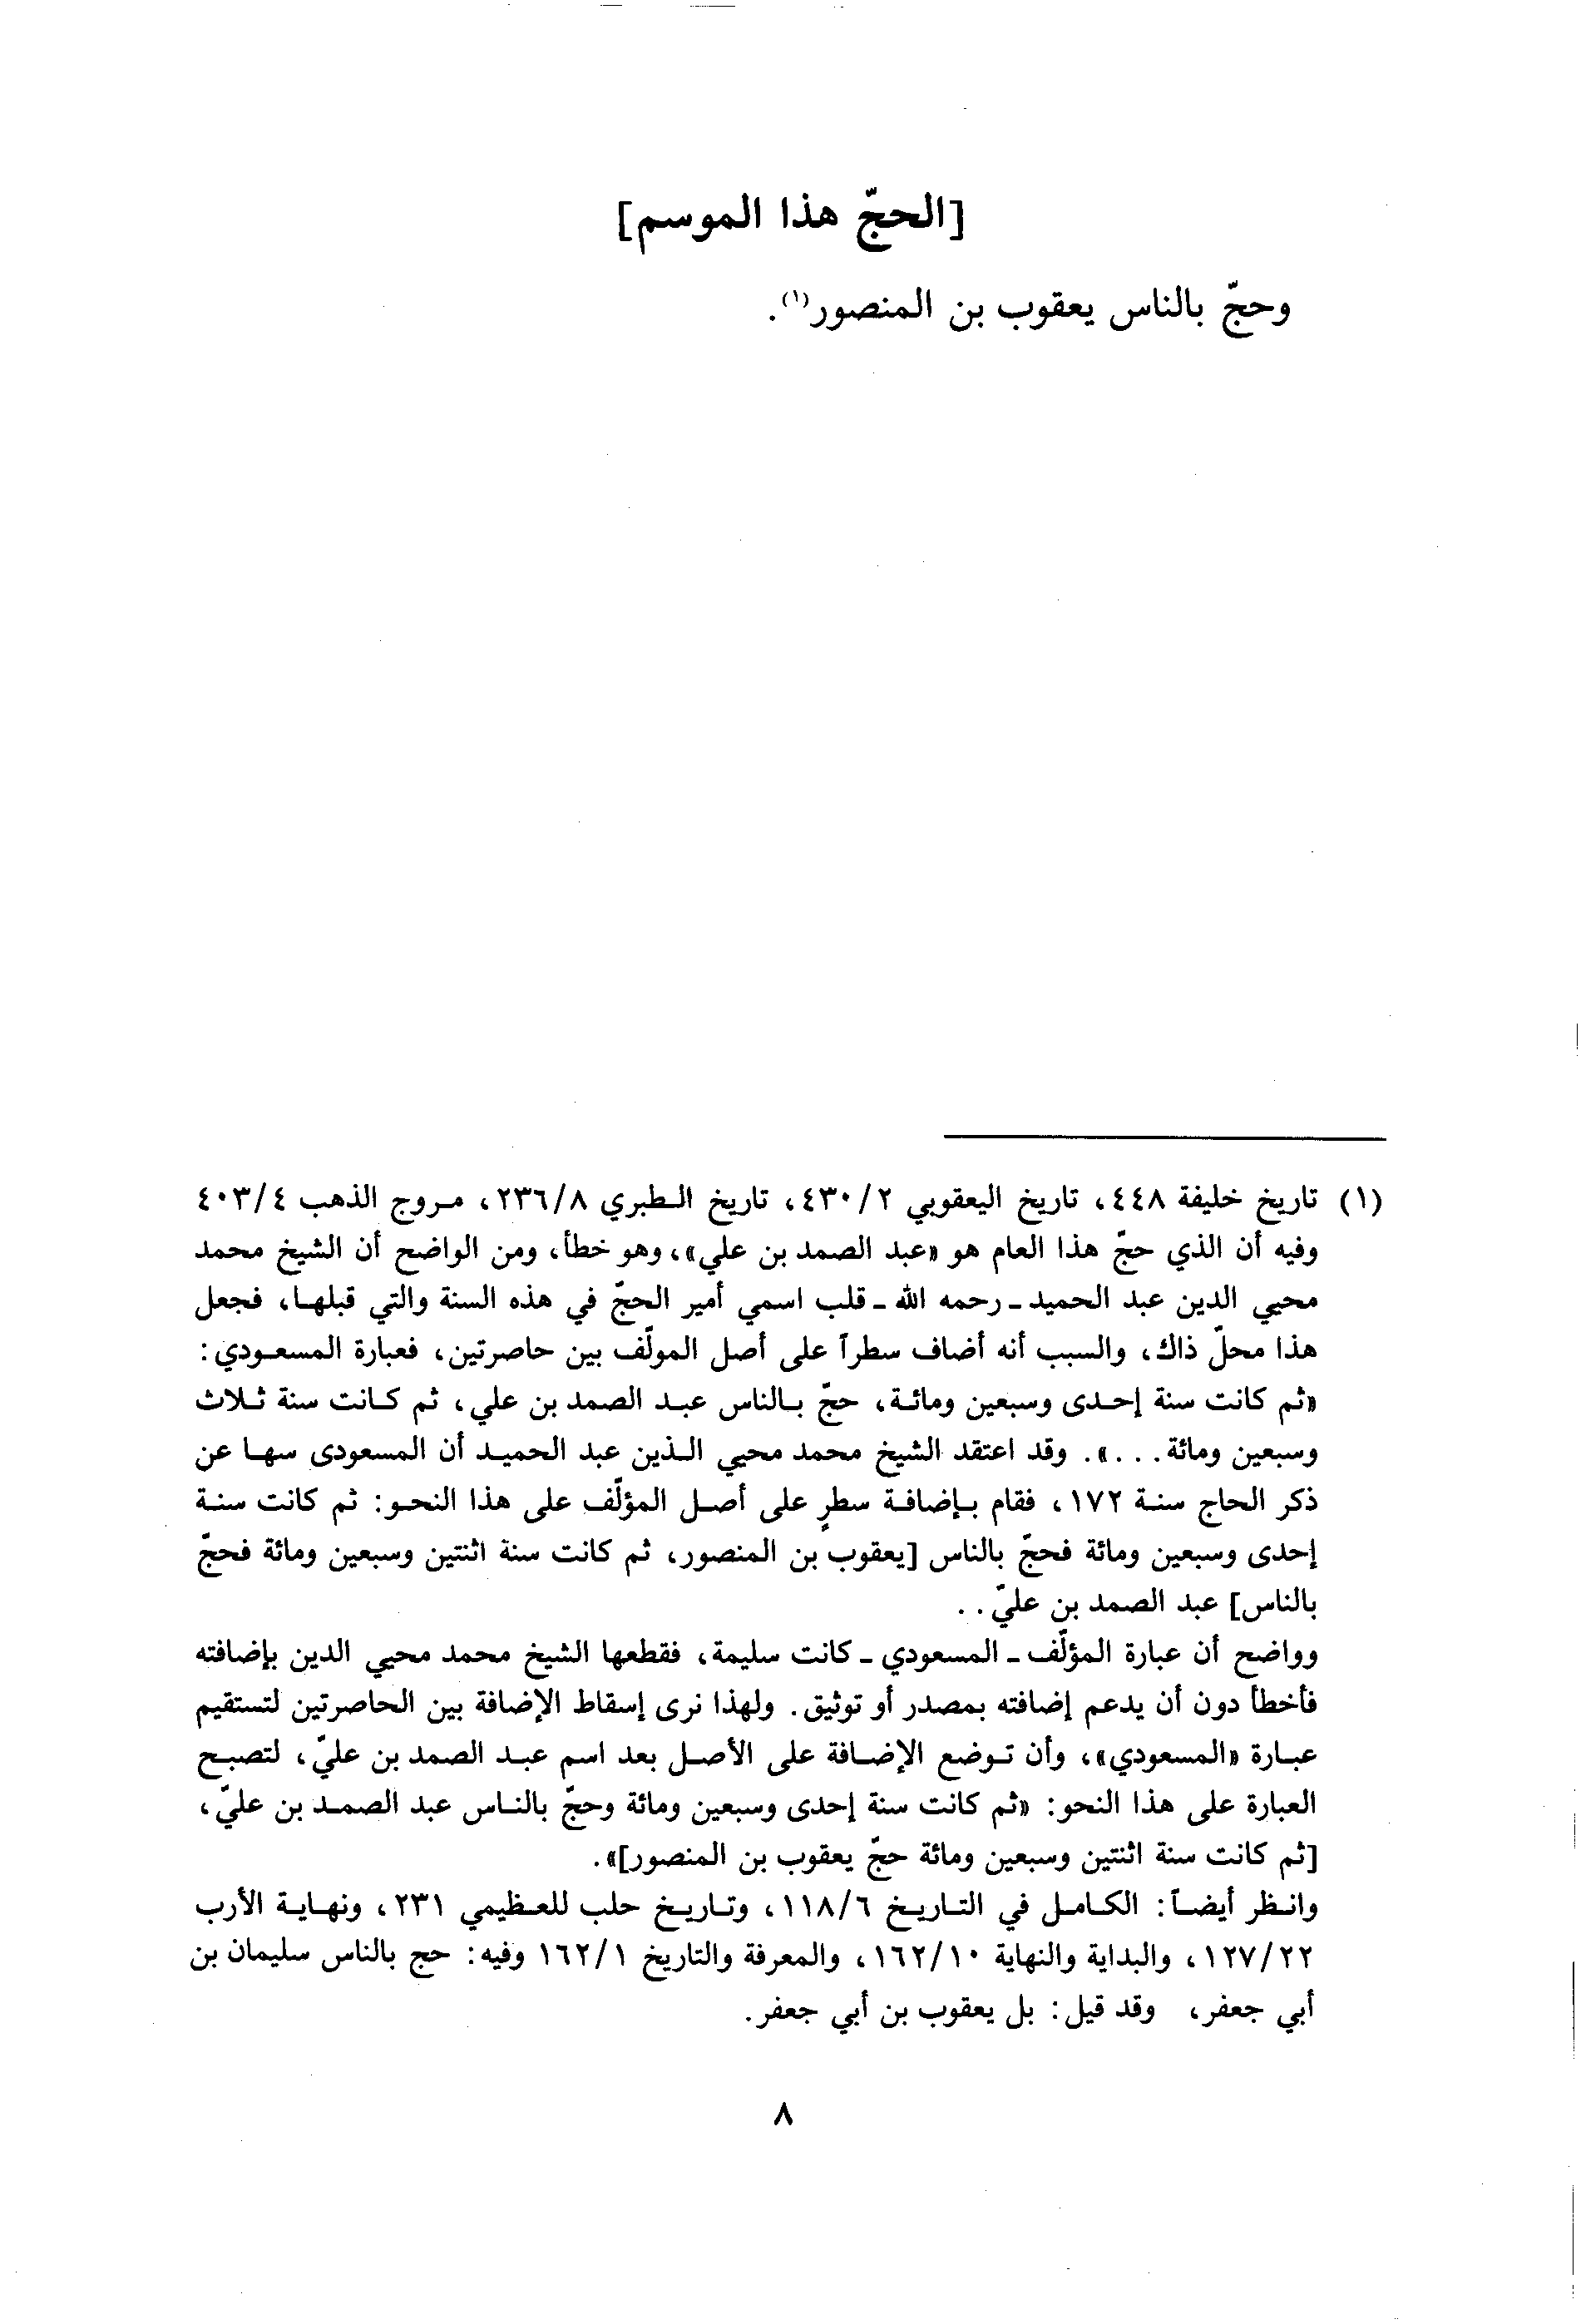 [الحجّ هذا الموسم]
وحجّ بالناس يعقوب بن المنصور(١).
(١) تاريخ خليفة ٤٤٨، تاريخ اليعقوبي ٤٣٠/٢، تاريخ الطبري ٢٣٦/٨، مروج الذهب ٤٠٣/٤
وفيه أن الذي حجّ هذا العام هو «عبد الصمد بن علي»، وهو خطأ، ومن الواضح أن الشيخ محمد
محيي الدين عبد الحميد - رحمه الله - قلب اسمي أمير الحجّ في هذه السنة والتي قبلها، فجعل
هذا محلّ ذاك، والسبب أنه أضاف سطراً على أصل المولّف بين حاصرتين، فعبارة المسعودي:
«ثم كانت سنة إحدى وسبعين ومائة، حجّ بالناس عبد الصمد بن علي، ثم كانت سنة ثلاث
وسبعين ومائة...». وقد اعتقد الشيخ محمد محيي الذين عبد الحميد أن المسعودى سها عن
ذكر الحاج سنة ١٧٢، فقام بإضافة سطرٍ على أصل المؤلّف على هذا النحو: ثم كانت سنة
إحدى وسبعين ومائة فحجّ بالناس [يعقوب بن المنصور، ثم كانت سنة اثنتين وسبعين ومائة فحجّ
بالناس] عبد الصمد بن عليّ..
وواضح أن عبارة المؤلّف - المسعودي - كانت سليمة، فقطعها الشيخ محمد محيي الدين بإضافته
فأخطأ دون أن يدعم إضافته بمصدر أو توثيق. ولهذا نرى إسقاط الإضافة بين الحاصرتين لتستقيم
عبارة «المسعودي»، وأن توضع الإضافة على الأصل بعد اسم عبد الصمد بن عليّ، لتصبح
العبارة على هذا النحو: «ثم كانت سنة إحدى وسبعين ومائة وحجّ بالناس عبد الصمد بن عليّ،
[ثم كانت سنة اثنتين وسبعين ومائة حجّ يعقوب بن المنصور]».
وانظر أيضاً: الكامل في التاريخ ١١٨/٦، وتاريخ حلب للعظيمي ٢٣١، ونهاية الأرب
١٢٧/٢٢، والبداية والنهاية ١٦٢/١٠، والمعرفة والتاريخ ١٦٢/١ وفيه: حج بالناس سليمان بن
أبي جعفر، وقد قيل: بل يعقوب بن أبي جعفر.
٨